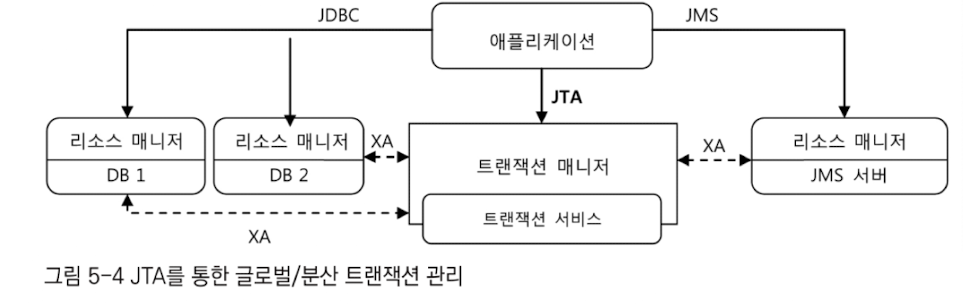 JDBC
애플리케이션
JMS
JTA
리소스 매니저
DB 1
리소스 매니저
DB 2
XA
트랜잭션 매니저
트랜잭션 서비스
XA
리소스 매니저
JMS 서버
XA
그림 5-4 JTA를 통한 글로벌/분산 트랜잭션 관리